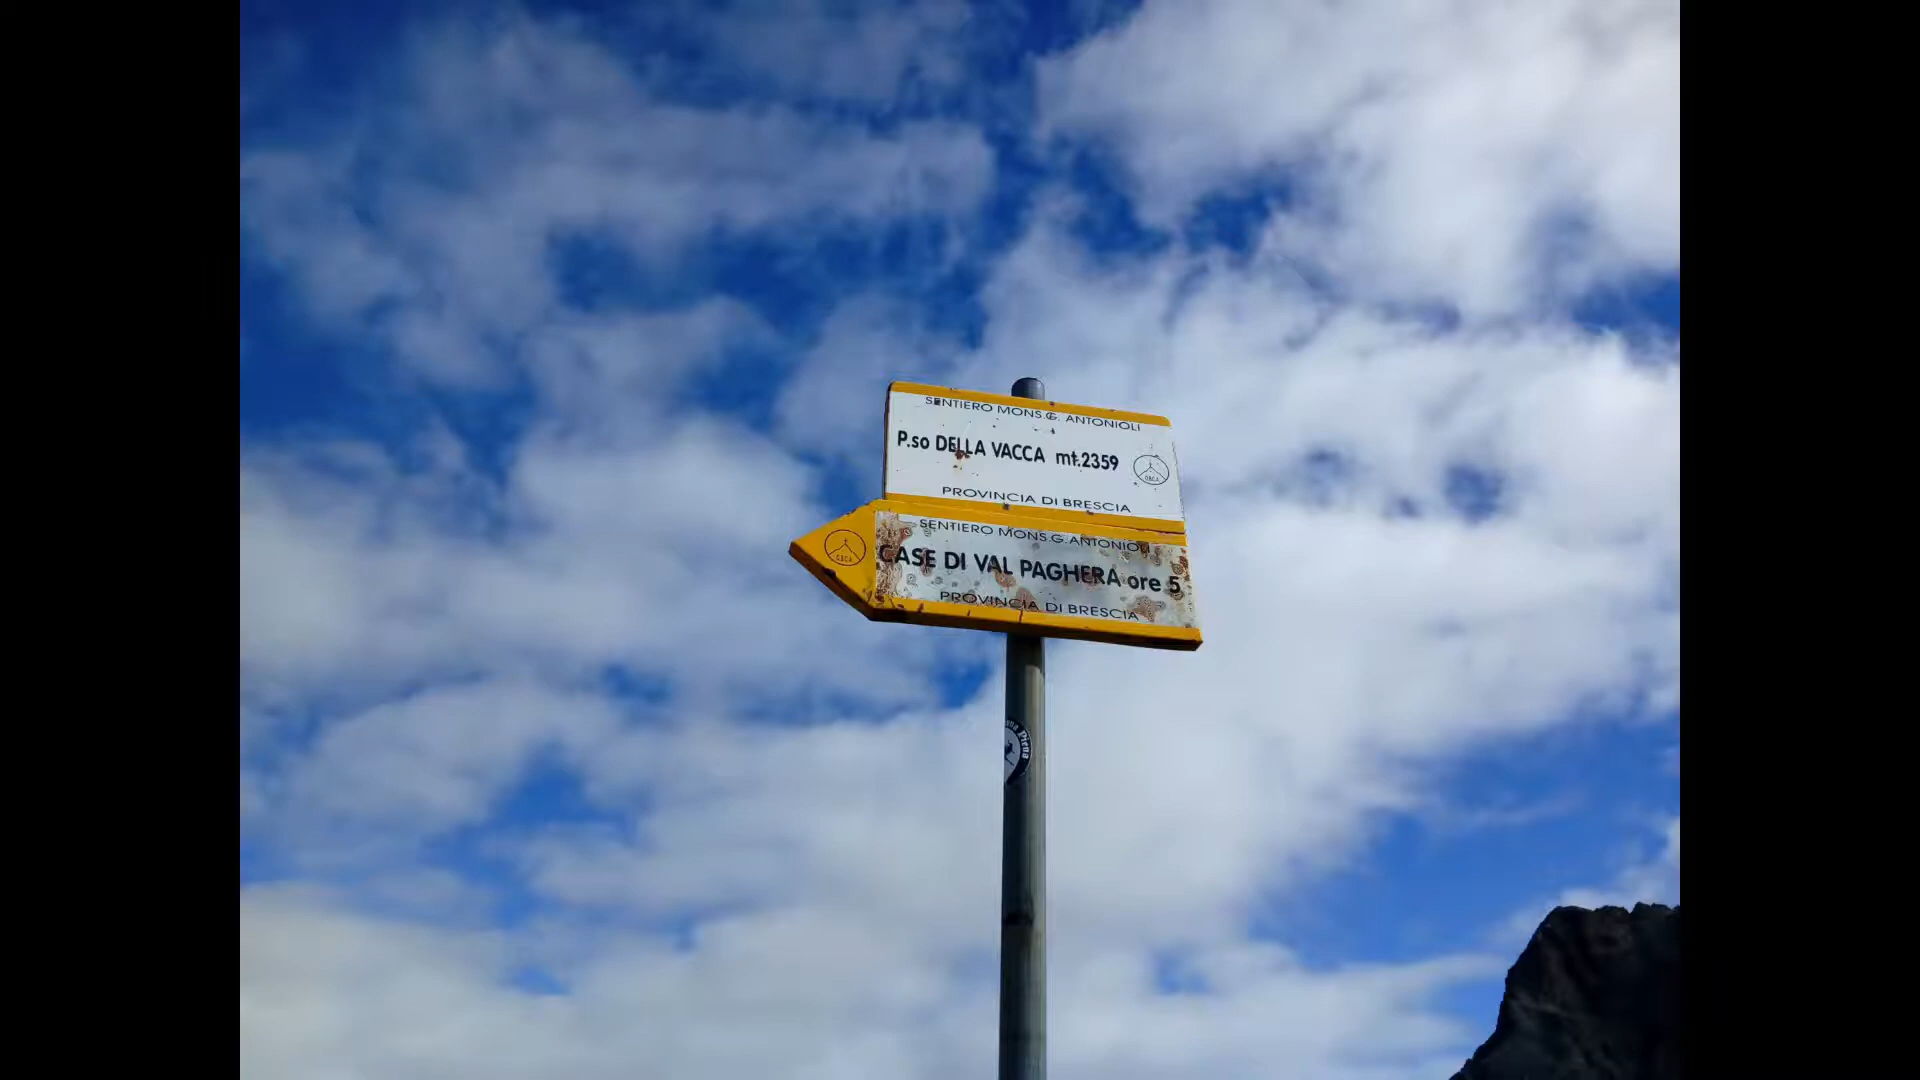 SENTIERO MONS.G. ANTONIOLI
P.so DELLA VACCA mt.2359
PROVINCIA DI BRESCIA
SENTIERO MONS.G.ANTONIOLI
CASE DI VAL PAGHERA ore 5
PROVINCIA DI BRESCIA